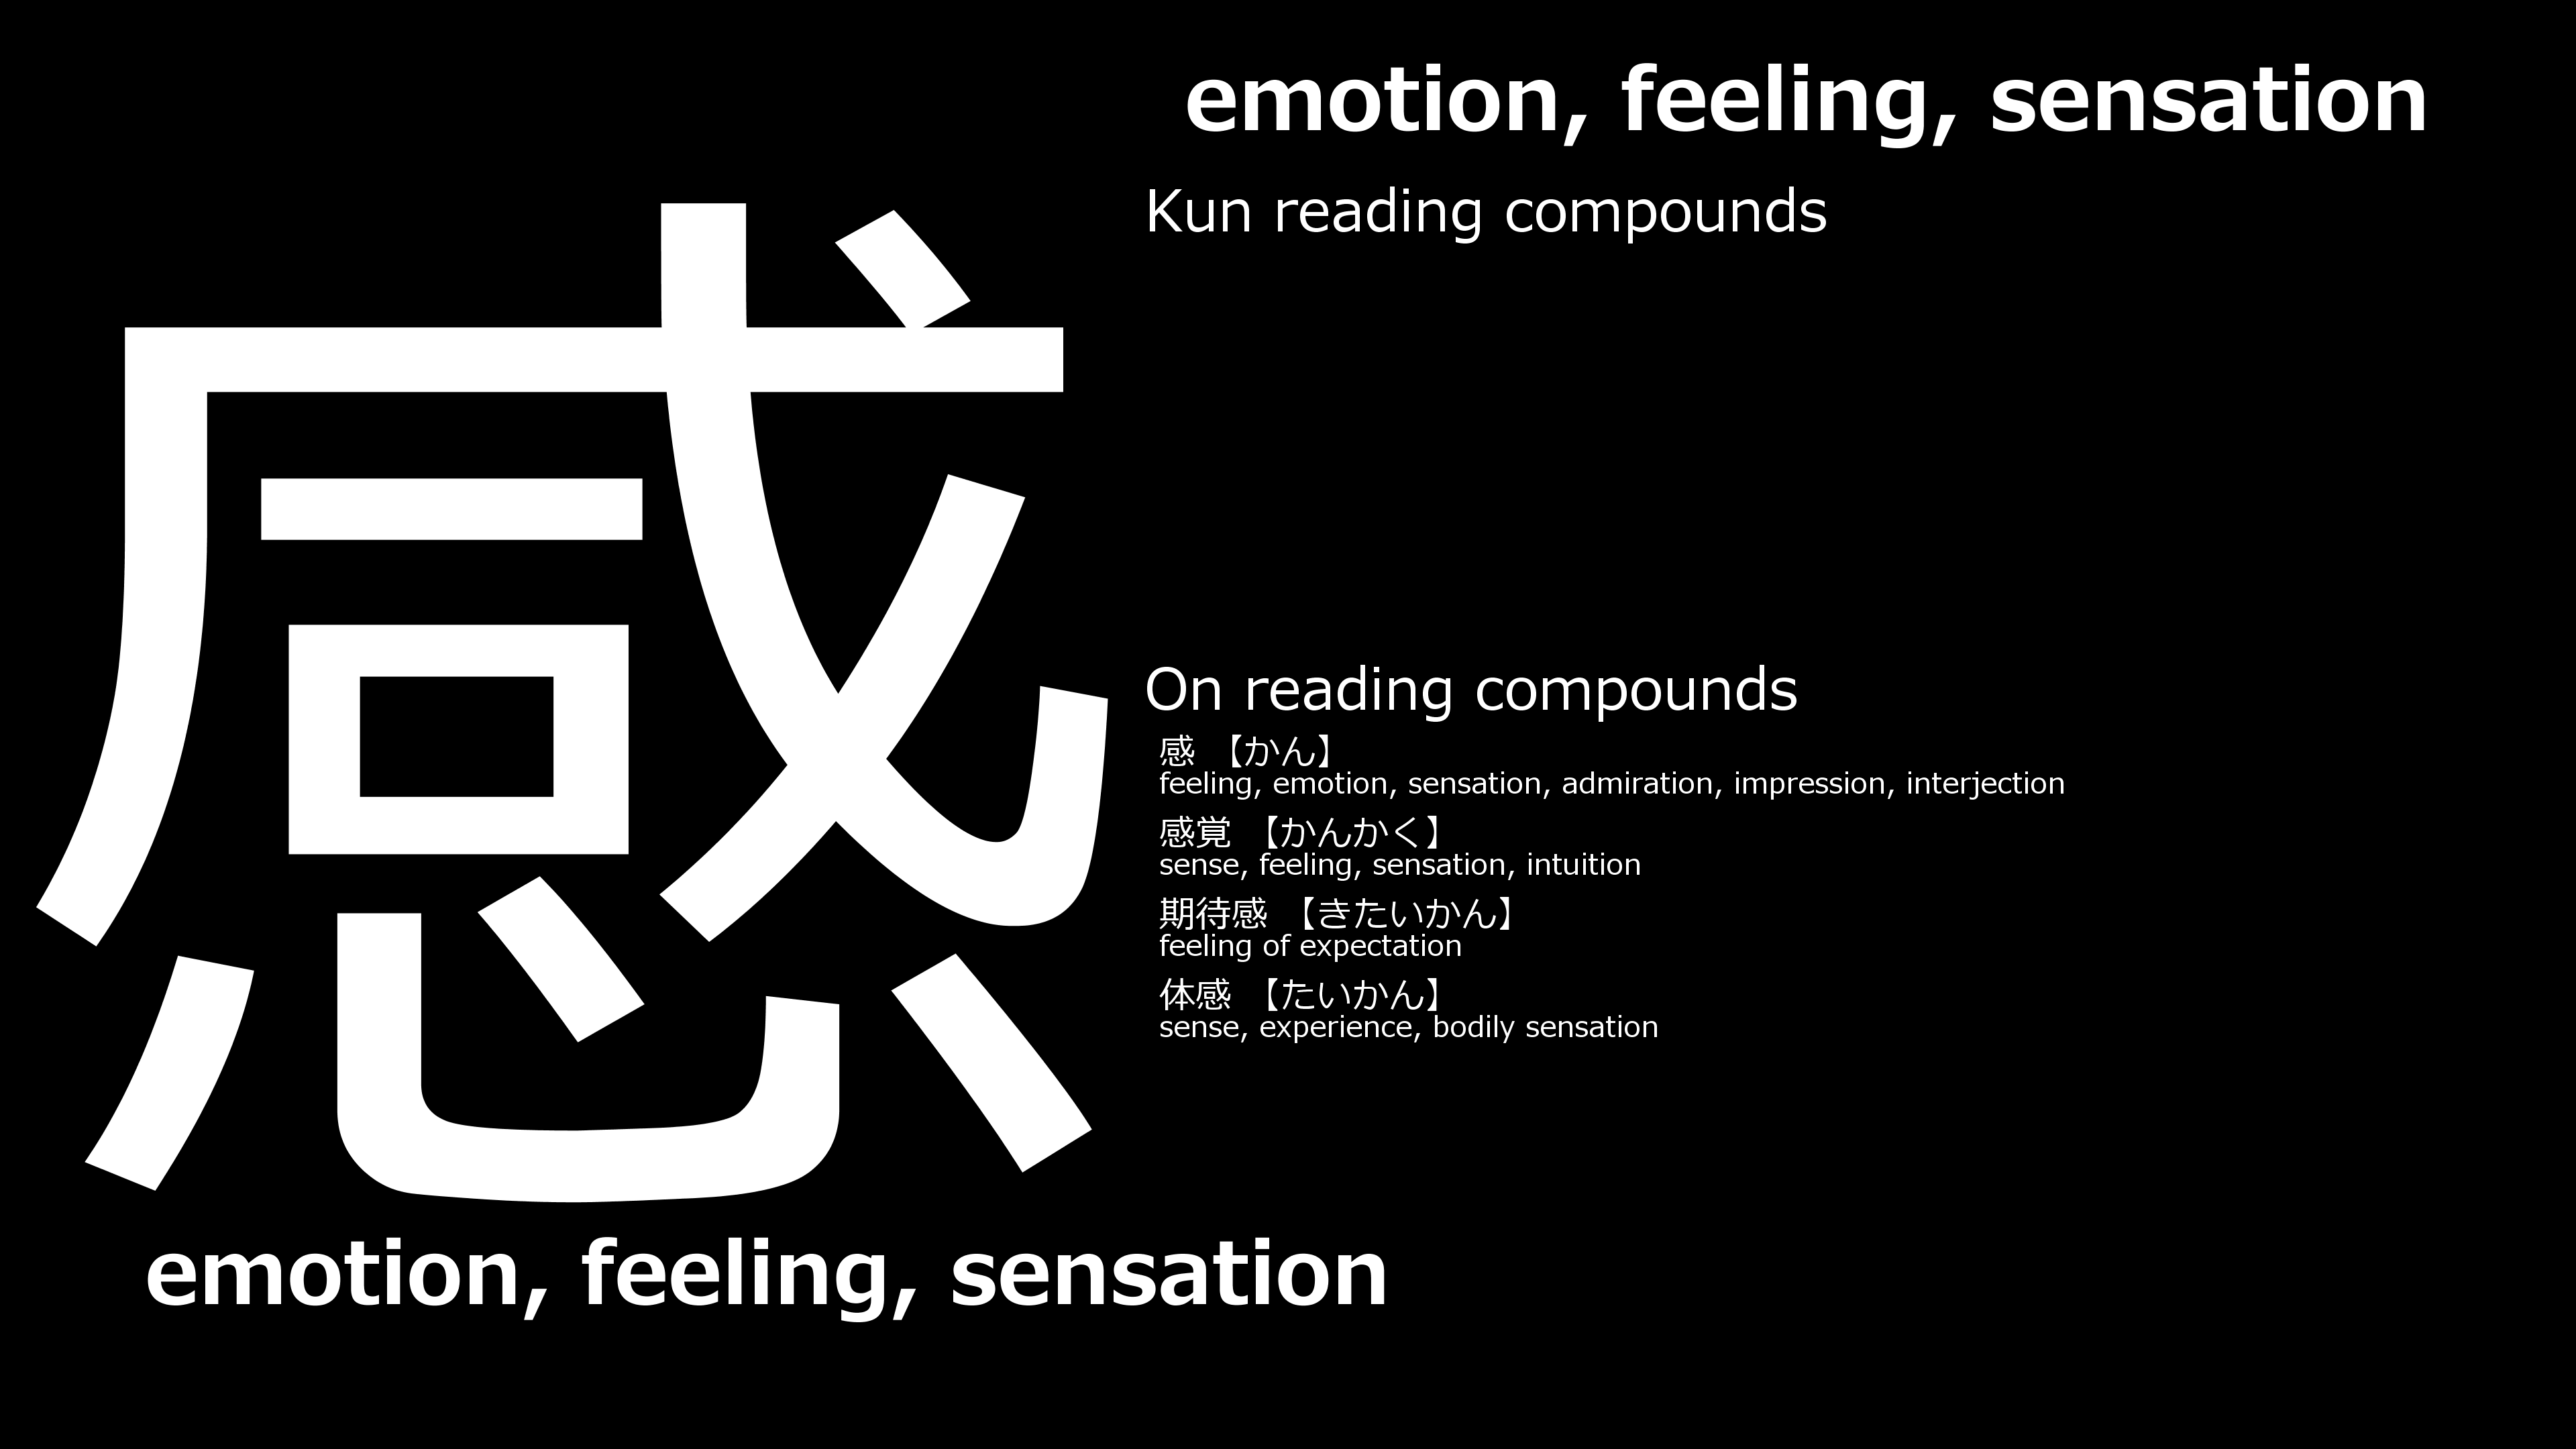 感
emotion, feeling, sensation
emotion, feeling, sensation
Kun reading compounds
On reading compounds
感 【かん】
feeling, emotion, sensation, admiration, impression, interjection
感覚 【かんかく】
sense, feeling, sensation, intuition
期待感 【きたいかん】
feeling of expectation
体感 【たいかん】
sense, experience, bodily sensation